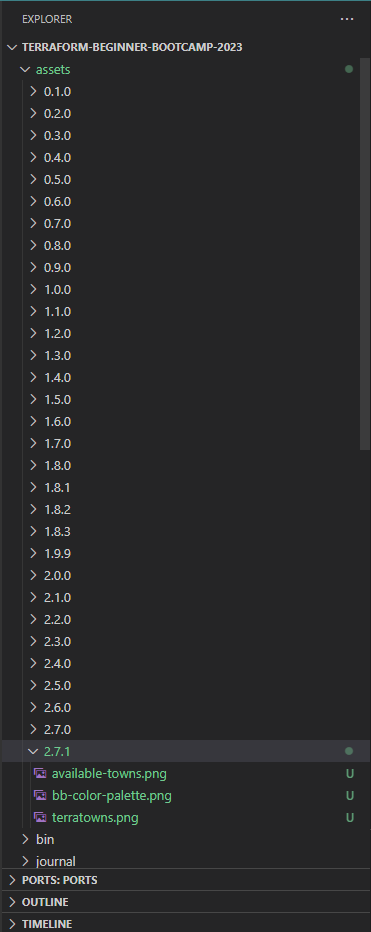 EXPLORER
TERRAFORM-BEGINNER-BOOTCAMP-2023
assets
0.1.0
0.2.0
0.3.0
0.4.0
0.5.0
0.6.0
0.7.0
0.8.0
0.9.0
1.0.0
1.1.0
1.2.0
1.3.0
1.4.0
1.5.0
1.6.0
1.7.0
1.8.0
1.8.1
1.8.2
1.8.3
1.9.9
2.0.0
2.1.0
2.2.0
2.3.0
2.4.0
2.5.0
2.6.0
2.7.0
2.7.1
available-towns.png U
bb-color-palette.png U
terratowns.png U
bin
journal
PORTS: PORTS
OUTLINE
TIMELINE